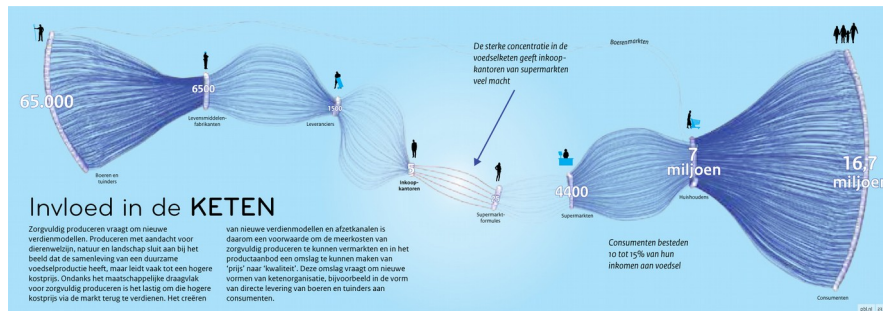 65.000
Boeren en
tuinders
6500
Levensmiddelen-
fabrikanten
1500
Leveranciers
5
Inkoop-
kantoren
De sterke concentratie in de
voedselketen geeft inkoop-
kantoren van supermarkten
veel macht
Supermarkt-
formules
4400
Supermarkten
Boerenmarkten
7
miljoen
Huishoudens
16,7
miljoen
Consumenten
Consumenten besteden
10 tot 15% van hun
inkomen aan voedsel
Invloed in de KETEN
Zorgvuldig produceren vraagt om nieuwe
verdienmodellen. Produceren met aandacht voor
dierenwelzijn, natuur en landschap sluit aan bij het
beeld dat de samenleving van een duurzame
voedselproductie heeft, maar leidt vaak tot een hogere
kostprijs. Ondanks het maatschappelijke draagvlak
voor zorgvuldig produceren is het lastig om die hogere
kostprijs via de markt terug te verdienen. Het creëren
van nieuwe verdienmodellen en afzetkanalen is
daarom een voorwaarde om de meerkosten van
zorgvuldig produceren te kunnen vermarkten en in het
productaanbod een omslag te kunnen maken van
'prijs' naar 'kwaliteit'. Deze omslag vraagt om nieuwe
vormen van ketenorganisatie, bijvoorbeeld in de vorm
van directe levering van boeren en tuinders aan
consumenten.
pbl.nl